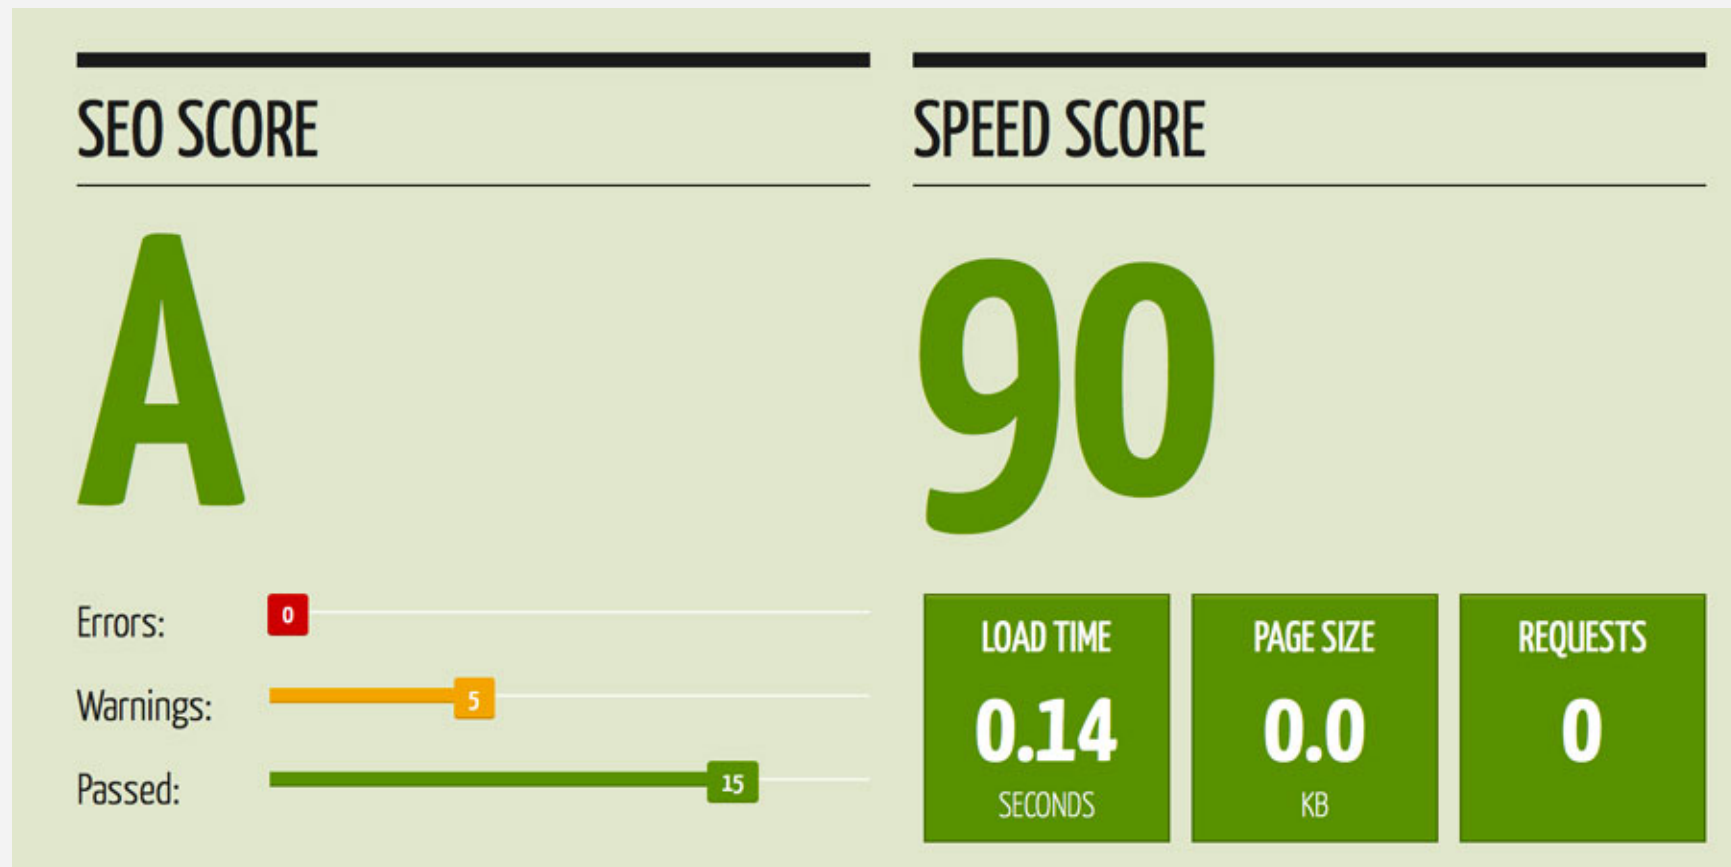 SEO SCORE
A
Errors: 0
Warnings: 5
Passed: 15
SPEED SCORE
90
LOAD TIME
0.14
SECONDS
PAGE SIZE
0.0
KB
REQUESTS
0